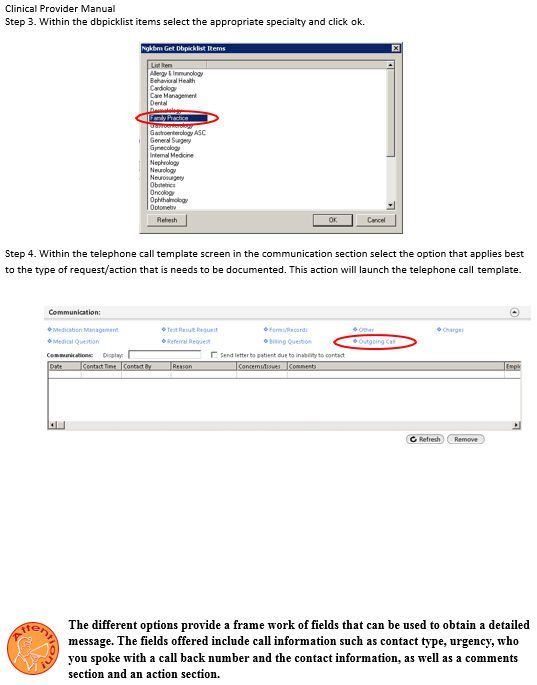 Clinical Provider Manual
Step 3. Within the dbpicklist items select the appropriate specialty and click ok.
Ngkbm Get Dbpicklist Items
List Item
Allergy & Immunology
Behavioral Health
Cardiology
Care Management
Dental
Dermatology
Family Practice
Gastroenterology
Gastroenterology ASC
General Surgery
Gynecology
Internal Medicine
Nephrology
Neurology
Neurosurgery
Obstetrics
Oncology
Ophthalmology
Optometry
Refresh OK Cancel
Step 4. Within the telephone call template screen in the communication section select the option that applies best
to the type of request/action that is needs to be documented. This action will launch the telephone call template.
Communication:
Medication Management Test Result Request Forms/Records Other Charges
Medical Question Referral Request Billing Question Outgoing Call
Communications: Display: Send letter to patient due to inability to contact
Date Contact Time Contact By Reason Concerns/Issues Comments Empl
Refresh Remove
Attention!
The different options provide a frame work of fields that can be used to obtain a detailed
message. The fields offered include call information such as contact type, urgency, who
you spoke with a call back number and the contact information, as well as a comments
section and an action section.